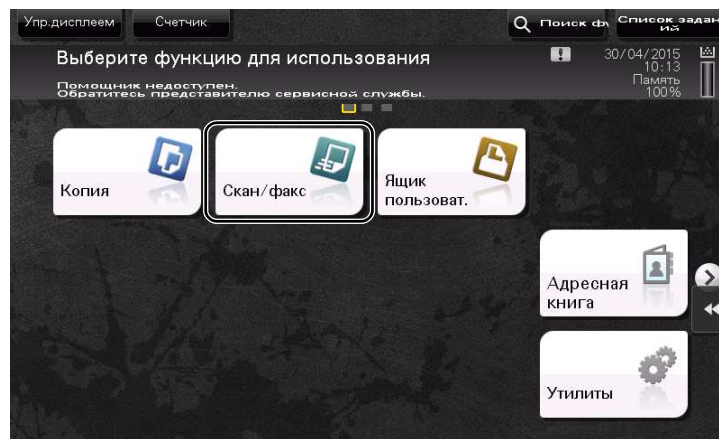 Упр.дисплеем
Счетчик
Поиск фу
Список задан
ий
Выберите функцию для использования
30/04/2015
10:13
Память
100%
Помощник недоступен.
Обратитесь представителю сервисной службы.
Копия
Скан/факс
Ящик
пользоват.
Адресная
книга
Утилиты